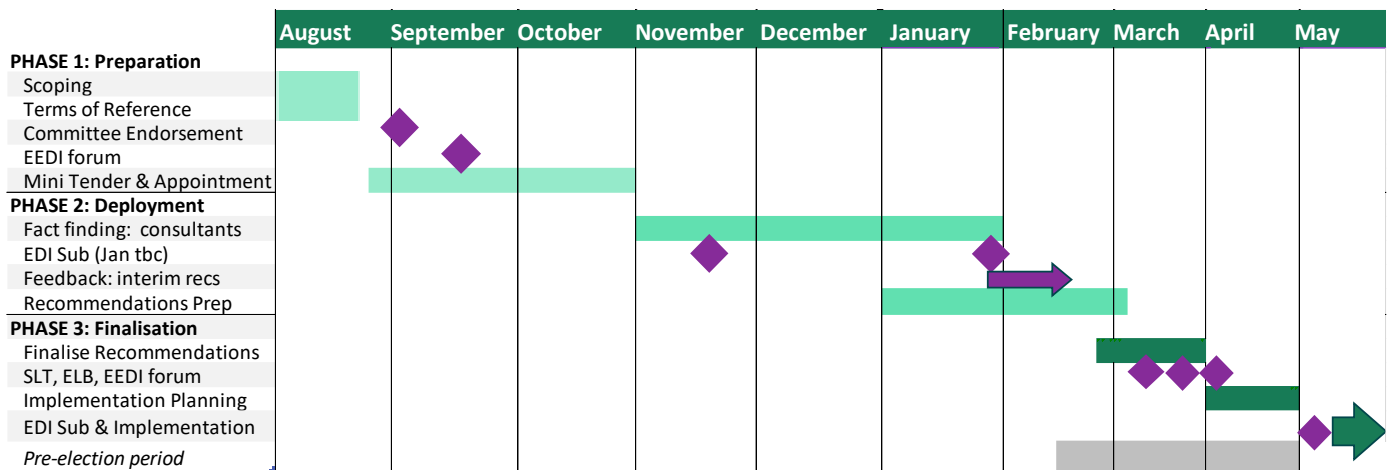 August September October November December January February March April May
PHASE 1: Preparation
Scoping
Terms of Reference
Committee Endorsement
EEDI forum
Mini Tender & Appointment
PHASE 2: Deployment
Fact finding: consultants
EDI Sub (Jan tbc)
Feedback: interim recs
Recommendations Prep
PHASE 3: Finalisation
Finalise Recommendations
SLT, ELB, EEDI forum
Implementation Planning
EDI Sub & Implementation
Pre-election period